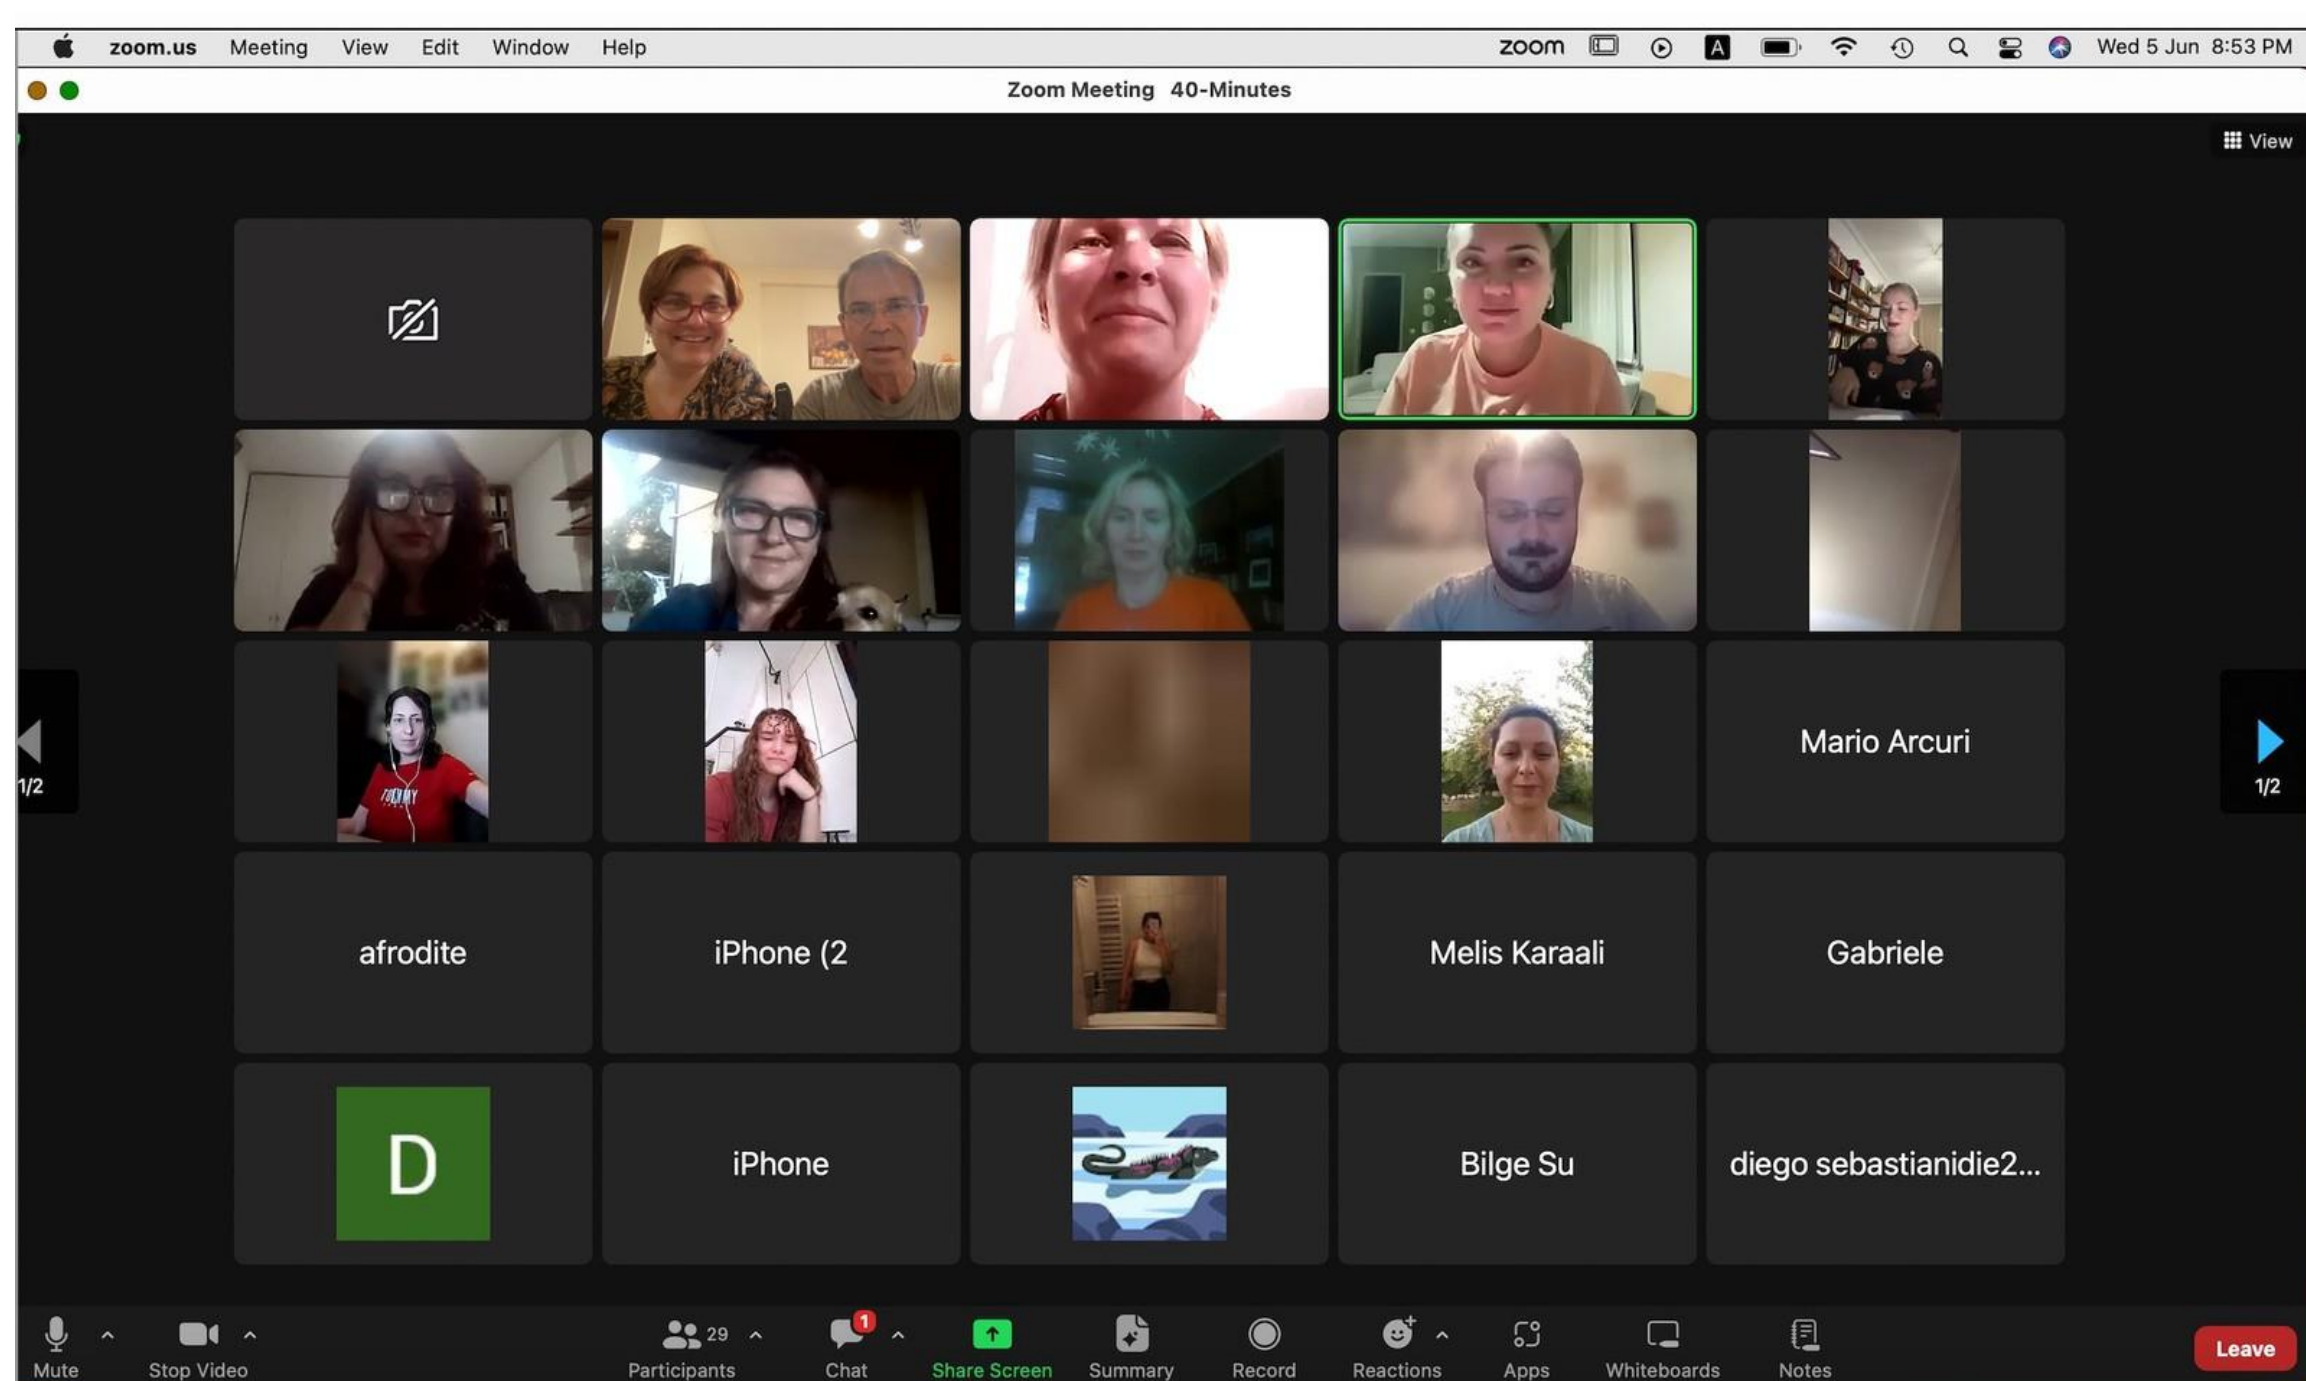 zoom.us Meeting View Edit Window Help zoom A Wed 5 Jun 8:53 PM
Zoom Meeting 40-Minutes
View
Mario Arcuri
1/2
1/2
afrodite
iPhone (2
Melis Karaali
Gabriele
D
iPhone
Bilge Su
diego sebastianidie2...
29
1
Mute Stop Video Participants Chat Share Screen Summary Record Reactions Apps Whiteboards Notes Leave